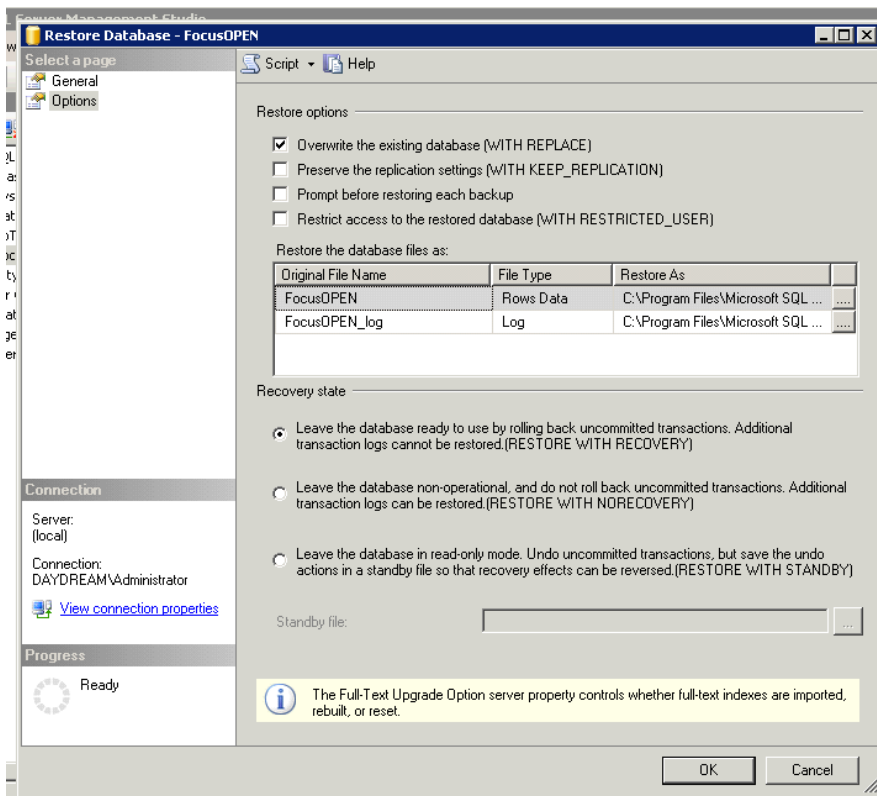 Server Management Studio
Restore Database - FocusOPEN
Select a page
General
Options
Script
Help
Restore options
Overwrite the existing database (WITH REPLACE)
Preserve the replication settings (WITH KEEP_REPLICATION)
Prompt before restoring each backup
Restrict access to the restored database (WITH RESTRICTED_USER)
Restore the database files as:
Original File Name File Type Restore As
FocusOPEN Rows Data C:\Program Files\Microsoft SQL ... ....
FocusOPEN_log Log C:\Program Files\Microsoft SQL ... ....
Recovery state
Leave the database ready to use by rolling back uncommitted transactions. Additional
transaction logs cannot be restored.(RESTORE WITH RECOVERY)
Leave the database non-operational, and do not roll back uncommitted transactions. Additional
transaction logs can be restored.(RESTORE WITH NORECOVERY)
Leave the database in read-only mode. Undo uncommitted transactions, but save the undo
actions in a standby file so that recovery effects can be reversed.(RESTORE WITH STANDBY)
Standby file:
...
Connection
Server:
(local)
Connection:
DAYDREAM\Administrator
View connection properties
Progress
Ready
The Full-Text Upgrade Option server property controls whether full-text indexes are imported,
rebuilt, or reset.
OK
Cancel